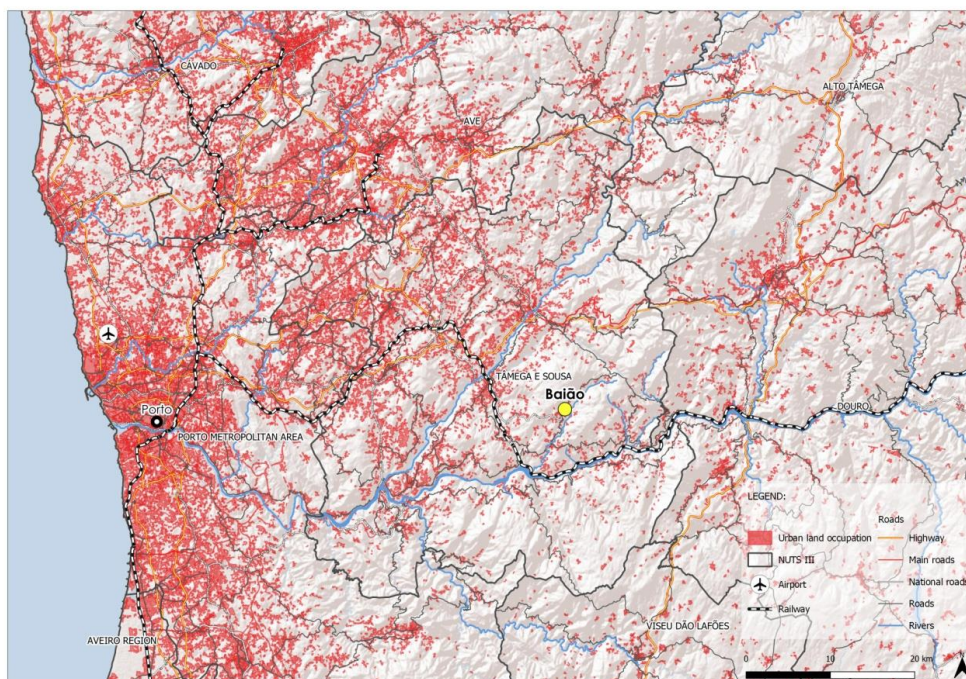 CÁVADO
AVE
ALTO TÂMEGA
TÂMEGA E SOUSA
Baião
DOURO
Porto
PORTO METROPOLITAN AREA
LEGEND:
Urban land occupation
NUTS III
Airport
Railway
Roads
Highway
Main roads
National roads
Roads
Rivers
VISEU DÃO LAFÕES
AVEIRO REGION
0 10 20 km